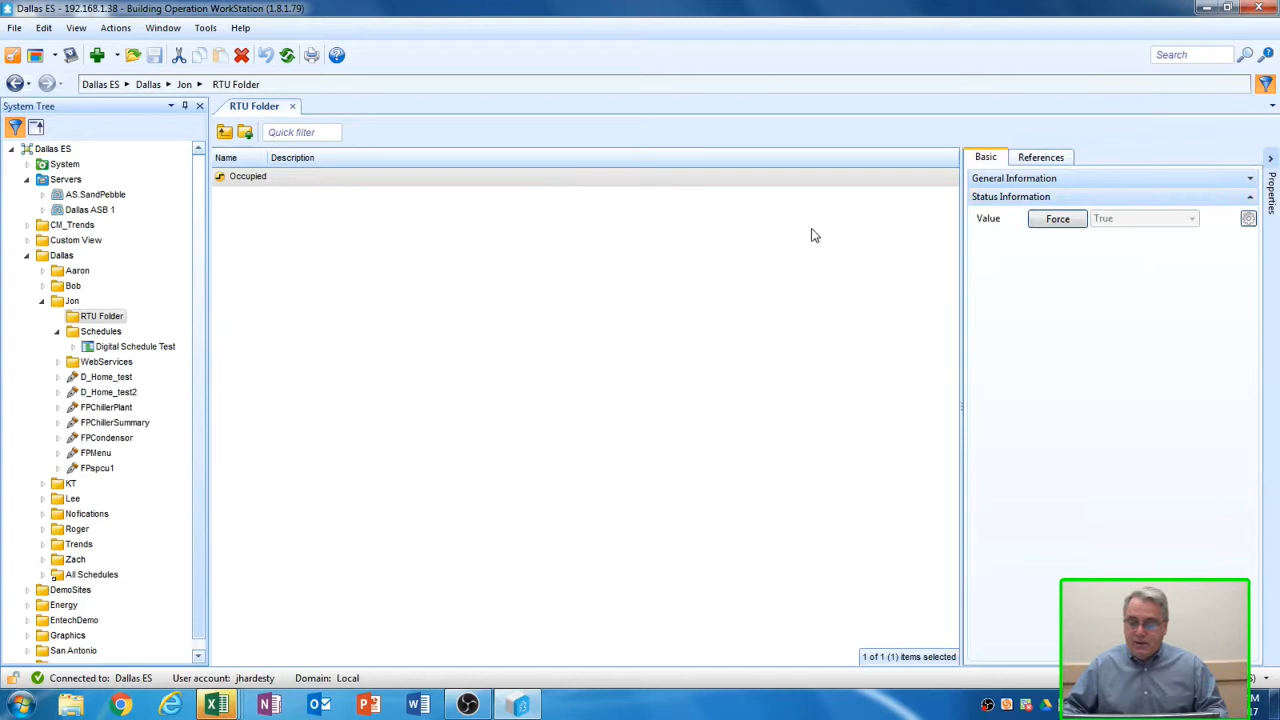 Dallas ES - 192.168.1.38 - Building Operation WorkStation (1.8.1.79)
File Edit View Actions Window Tools Help
Search
Dallas ES Dallas Jon RTU Folder
System Tree
RTU Folder
Quick filter
Name Description
Occupied
Dallas ES
System
Servers
AS.SandPebble
Dallas ASB 1
CM_Trends
Custom View
Dallas
Aaron
Bob
Jon
RTU Folder
Schedules
Digital Schedule Test
WebServices
D_Home_test
D_Home_test2
FPChillerPlant
FPChillerSummary
FPCondensor
FPMenu
FPspcu1
KT
Lee
Nofications
Roger
Trends
Zach
All Schedules
DemoSites
Energy
EntechDemo
Graphics
San Antonio
Basic References
General Information
Status Information
Value Force True
Properties
1 of 1 (1) items selected
Connected to: Dallas ES User account: jhardesty Domain: Local